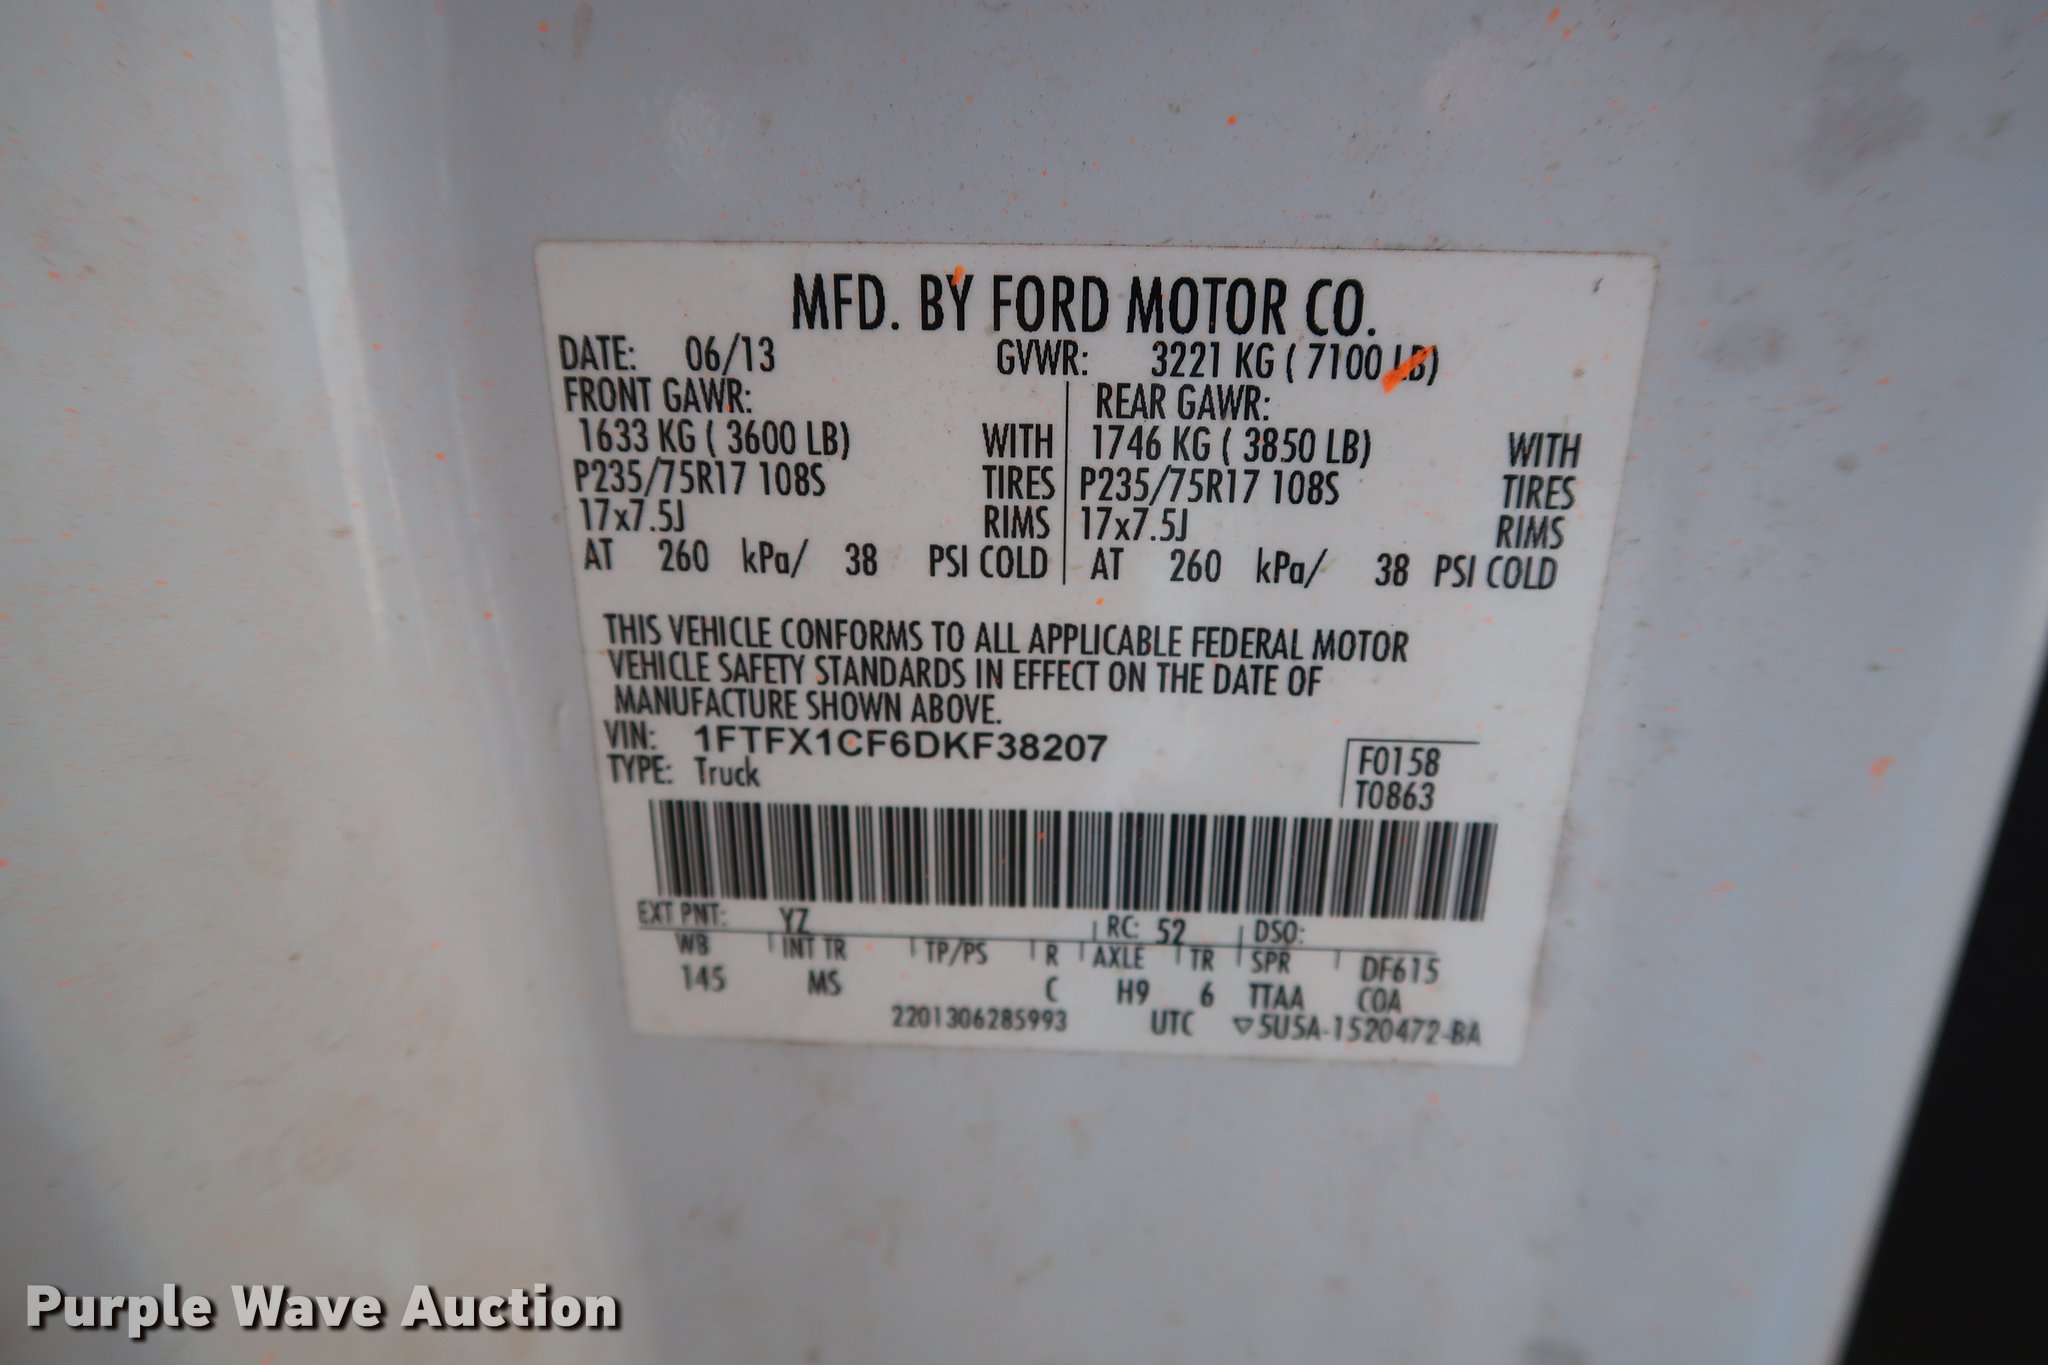 MFD. BY FORD MOTOR CO.
DATE: 06/13 GVWR: 3221 KG ( 7100 LB)
FRONT GAWR: REAR GAWR:
1633 KG ( 3600 LB) WITH 1746 KG ( 3850 LB) WITH
P235/75R17 108S TIRES P235/75R17 108S TIRES
17x7.5J RIMS 17x7.5J RIMS
AT 260 kPa/ 38 PSI COLD AT 260 kPa/ 38 PSI COLD
THIS VEHICLE CONFORMS TO ALL APPLICABLE FEDERAL MOTOR
VEHICLE SAFETY STANDARDS IN EFFECT ON THE DATE OF
MANUFACTURE SHOWN ABOVE.
VIN: 1FTFX1CF6DKF38207 F0158
TYPE: Truck T0863
EXT PNT: YZ RC: 52 DSO:
WB INT TR TP/PS R AXLE TR SPR DF615
145 MS C H9 6 TTAA COA
2201306285993 UTC ▽5U5A-1520472-BA
Purple Wave Auction